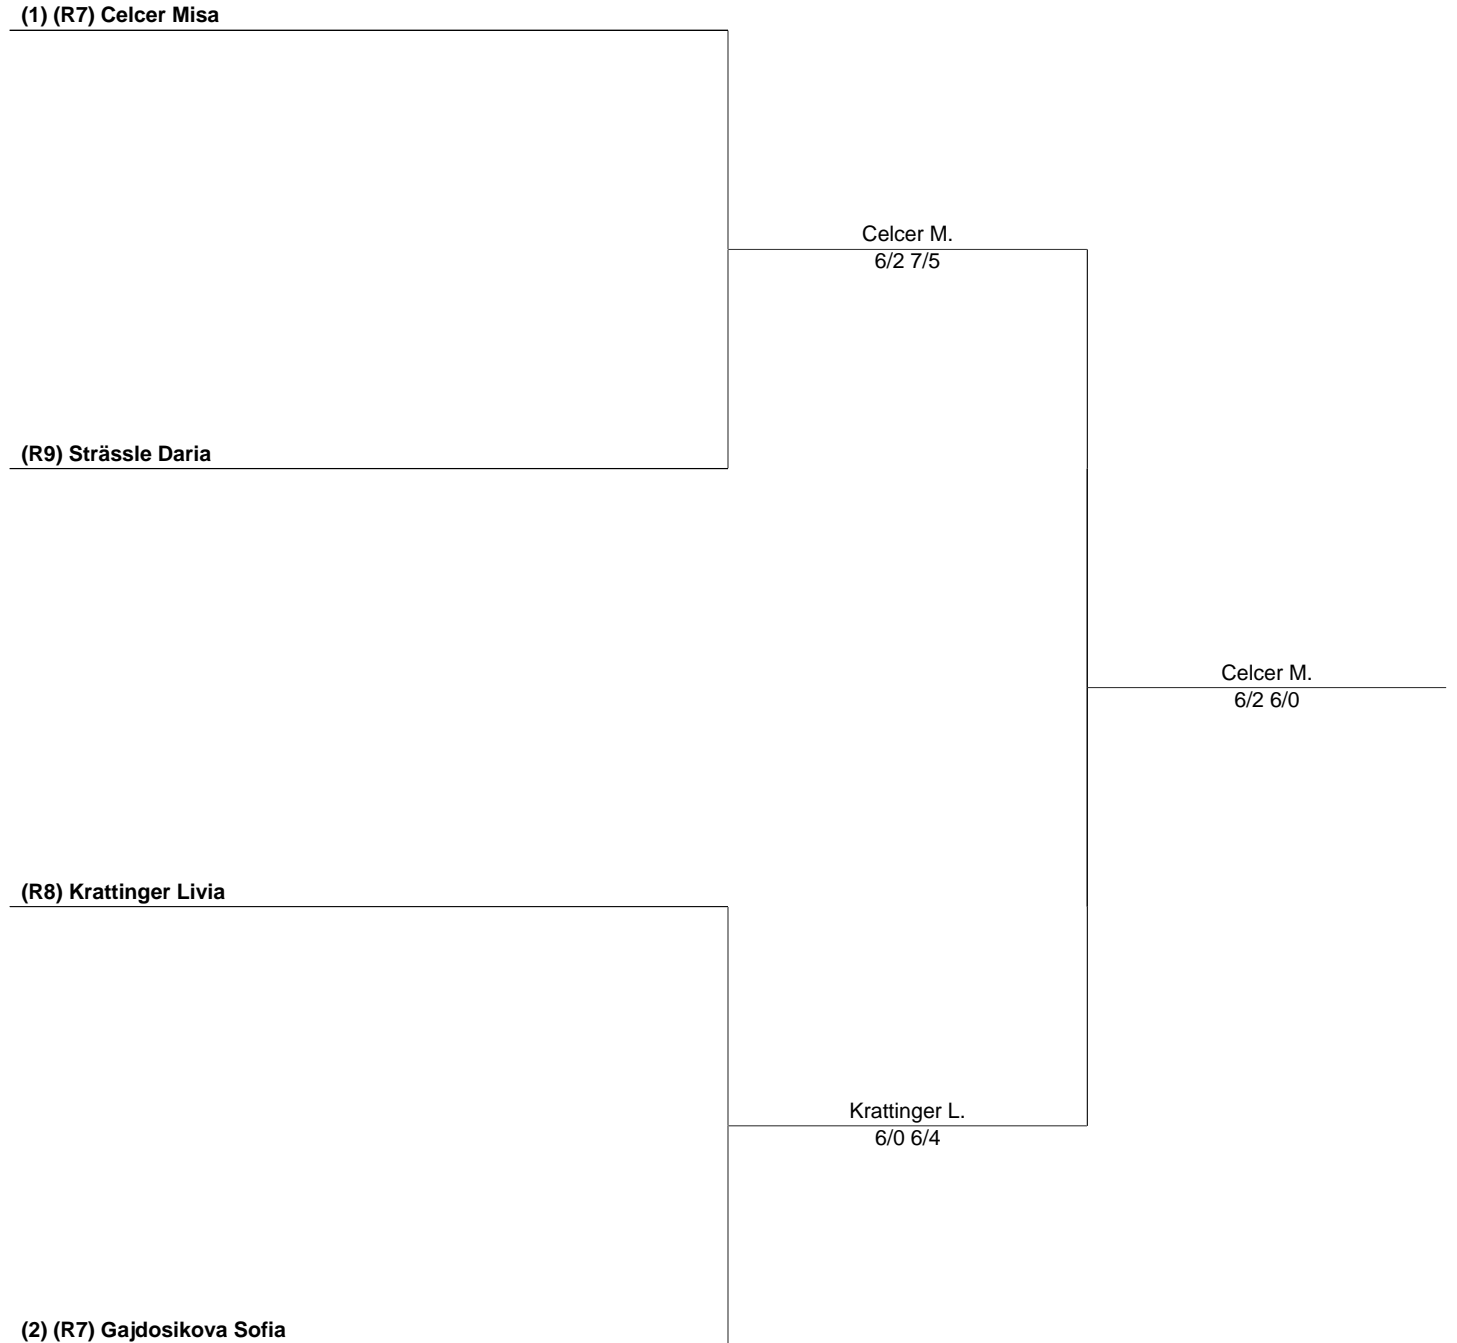 (1) (R7) Celcer Misa
Celcer M.
6/2 7/5
(R9) Strässle Daria
Celcer M.
6/2 6/0
(R8) Krattinger Livia
Krattinger L.
6/0 6/4
(2) (R7) Gajdosikova Sofia